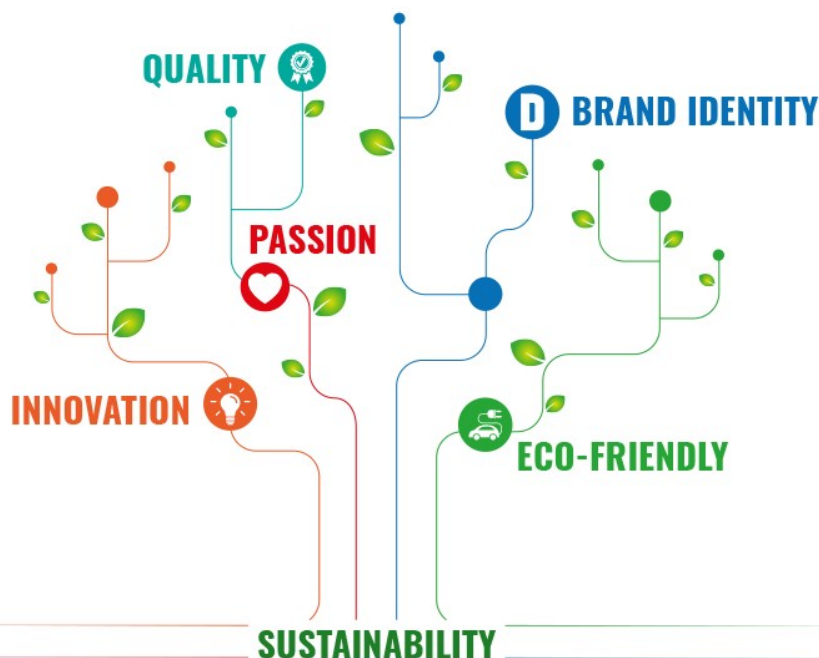 QUALITY
D BRAND IDENTITY
PASSION
INNOVATION
ECO-FRIENDLY
SUSTAINABILITY